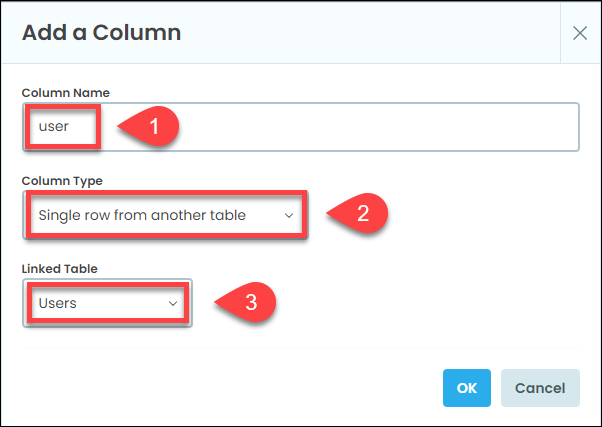 Add a Column
Column Name
user
1
Column Type
Single row from another table
2
Linked Table
Users
3
OK
Cancel